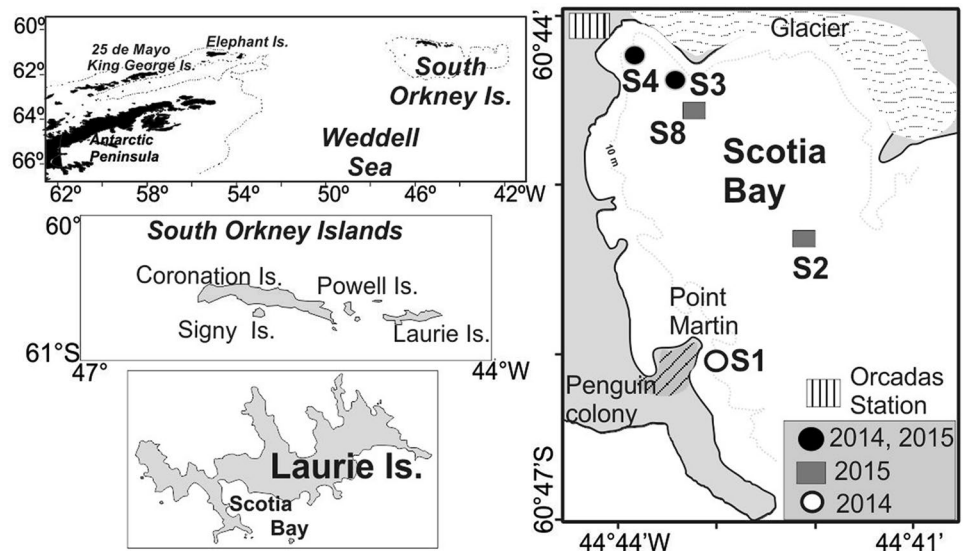 60º
62º
64º
66º
25 de Mayo
King George Is.
Elephant Is.
South
Orkney Is.
Weddell
Sea
Antarctic
Peninsula
62º
58º
54º
50º
46º
42ºW
60°
South Orkney Islands
Coronation Is.
Powell Is.
Signy Is.
Laurie Is.
61°S
47°
44°W
Laurie Is.
Scotia
Bay
60°44’
Glacier
S4
S3
S8
10 m
Scotia
Bay
S2
Point
Martin
S1
Penguin
colony
Orcadas
Station
2014, 2015
2015
2014
60°47’S
44°44’W
44°41’